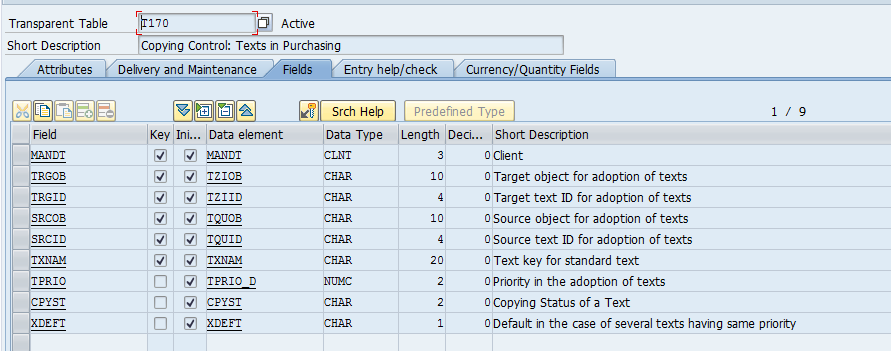 Transparent Table T170 Active
Short Description Copying Control: Texts in Purchasing
Attributes Delivery and Maintenance Fields Entry help/check Currency/Quantity Fields
Srch Help Predefined Type 1 / 9
Field Key Ini... Data element Data Type Length Deci... Short Description
MANDT MANDT CLNT 3 0 Client
TRGOB TZIOB CHAR 10 0 Target object for adoption of texts
TRGID TZIID CHAR 4 0 Target text ID for adoption of texts
SRCOB TQUOB CHAR 10 0 Source object for adoption of texts
SRCID TQUID CHAR 4 0 Source text ID for adoption of texts
TXNAM TXNAM CHAR 20 0 Text key for standard text
TPRIO TPRIO_D NUMC 2 0 Priority in the adoption of texts
CPYST CPYST CHAR 2 0 Copying Status of a Text
XDEFT XDEFT CHAR 1 0 Default in the case of several texts having same priority